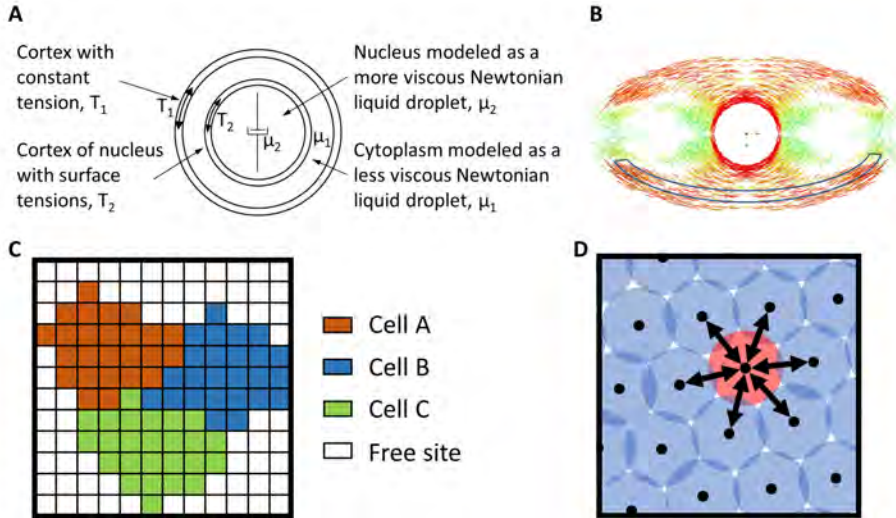 A
Cortex with
constant
tension, T₁
Cortex of nucleus
with surface
tensions, T₂
T₁
T₂
μ₂
μ₁
Nucleus modeled as a
more viscous Newtonian
liquid droplet, μ₂
Cytoplasm modeled as a
less viscous Newtonian
liquid droplet, μ₁
B
C
Cell A
Cell B
Cell C
Free site
D